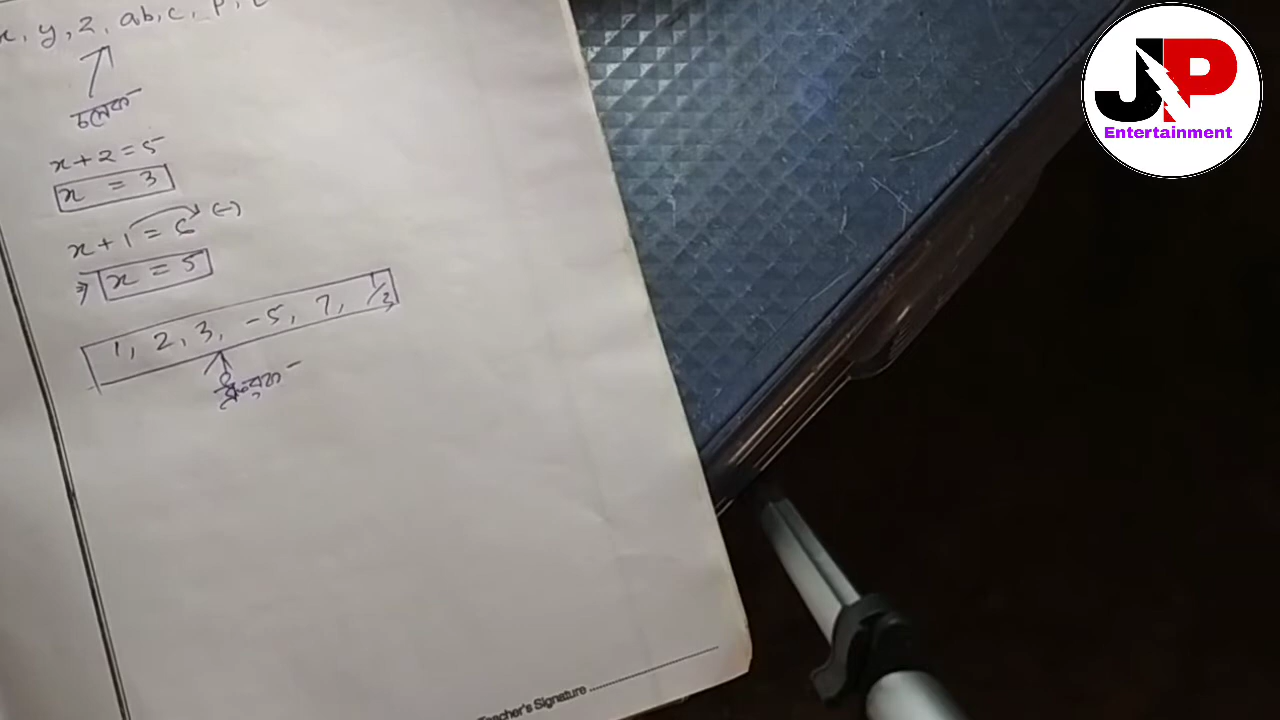 x, y, z, a, b, c, p,
চলক
x + 2 = 5
x = 3
x + 1 = 6 (−)
⇒ x = 5
1, 2, 3, -5, 7, 1/3
ধ্রুবক
Teacher's Signature ....................
JP
Entertainment